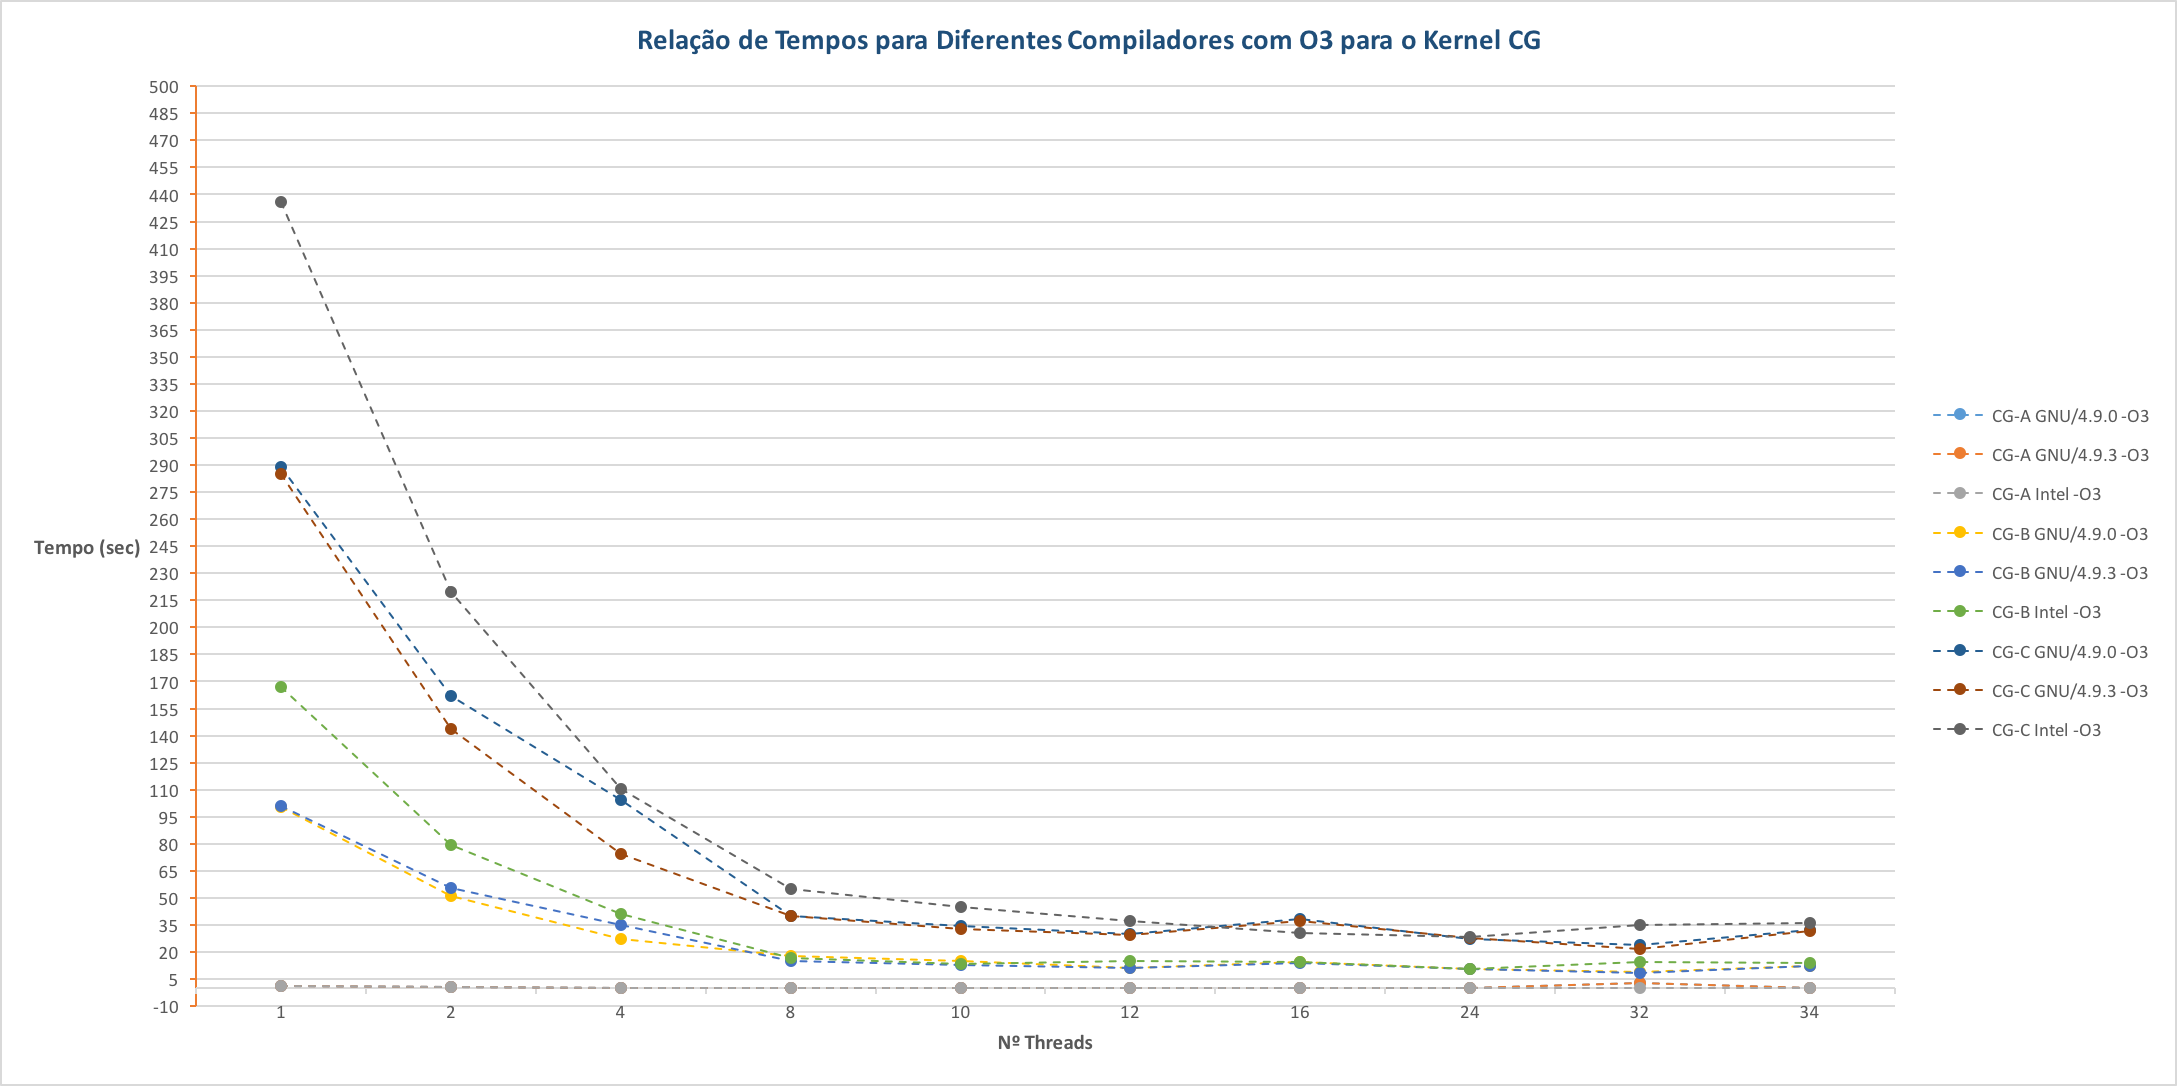 Relação de Tempos para Diferentes Compiladores com O3 para o Kernel CG
500
485
470
455
440
425
410
395
380
365
350
335
320
305
290
275
260
245
230
215
200
185
170
155
140
125
110
95
80
65
50
35
20
5
-10
Tempo (sec)
1 2 4 8 10 12 16 24 32 34
Nº Threads
CG-A GNU/4.9.0 -O3
CG-A GNU/4.9.3 -O3
CG-A Intel -O3
CG-B GNU/4.9.0 -O3
CG-B GNU/4.9.3 -O3
CG-B Intel -O3
CG-C GNU/4.9.0 -O3
CG-C GNU/4.9.3 -O3
CG-C Intel -O3